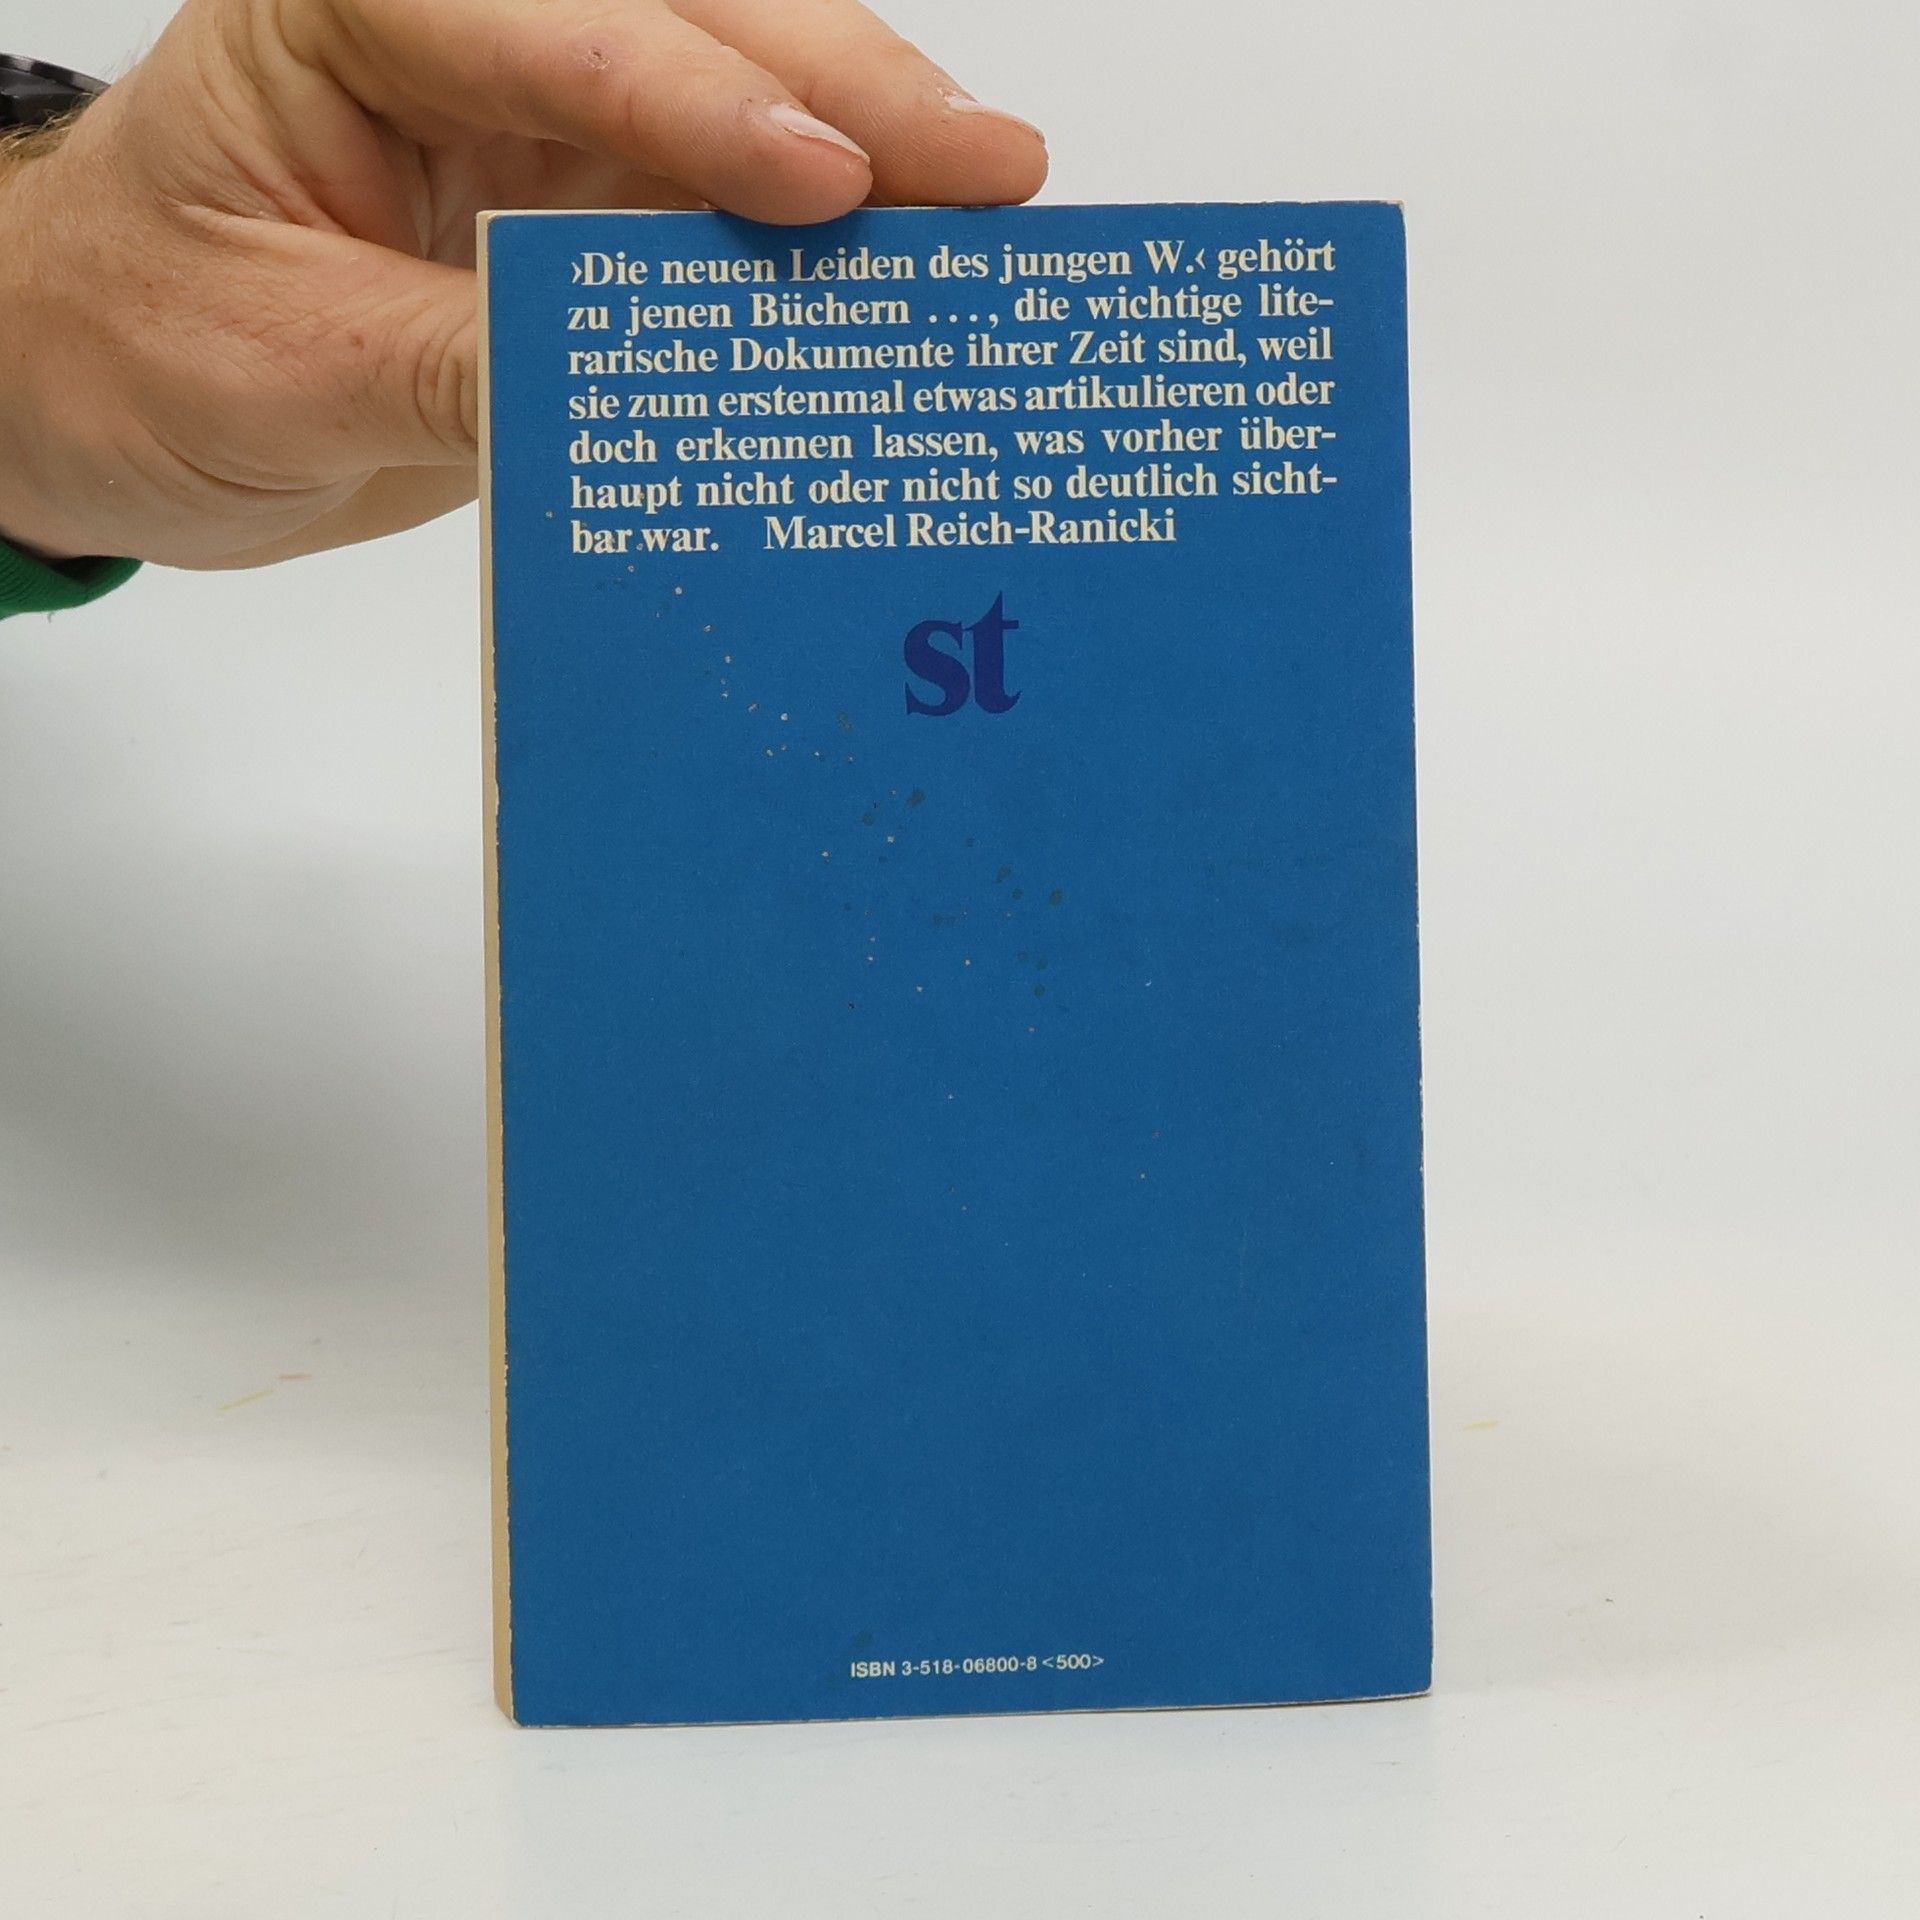 ›Die neuen Leiden des jungen W.‹ gehört
zu jenen Büchern ..., die wichtige lite-
rarische Dokumente ihrer Zeit sind, weil
sie zum erstenmal etwas artikulieren oder
doch erkennen lassen, was vorher über-
haupt nicht oder nicht so deutlich sicht-
bar war. Marcel Reich-Ranicki
st
ISBN 3-518-06800-8 <500>